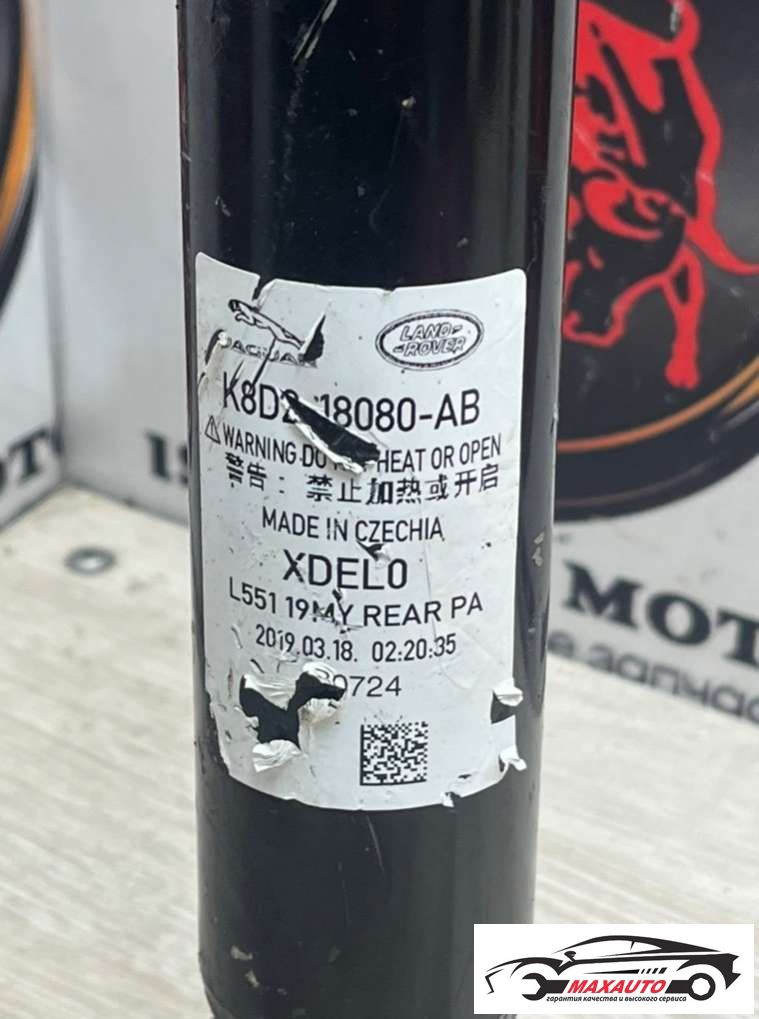 JAGUAR
LAND-
-ROVER
K8D2-18080-AB
WARNING DO HEAT OR OPEN
警告：禁止加热或开启
MADE IN CZECHIA
XDEL0
L551 19MY REAR PA
2019.03.18. 02:20:35
0724
MOT
е запчас
MAXAUTO
гарантия качества и высокого сервиса